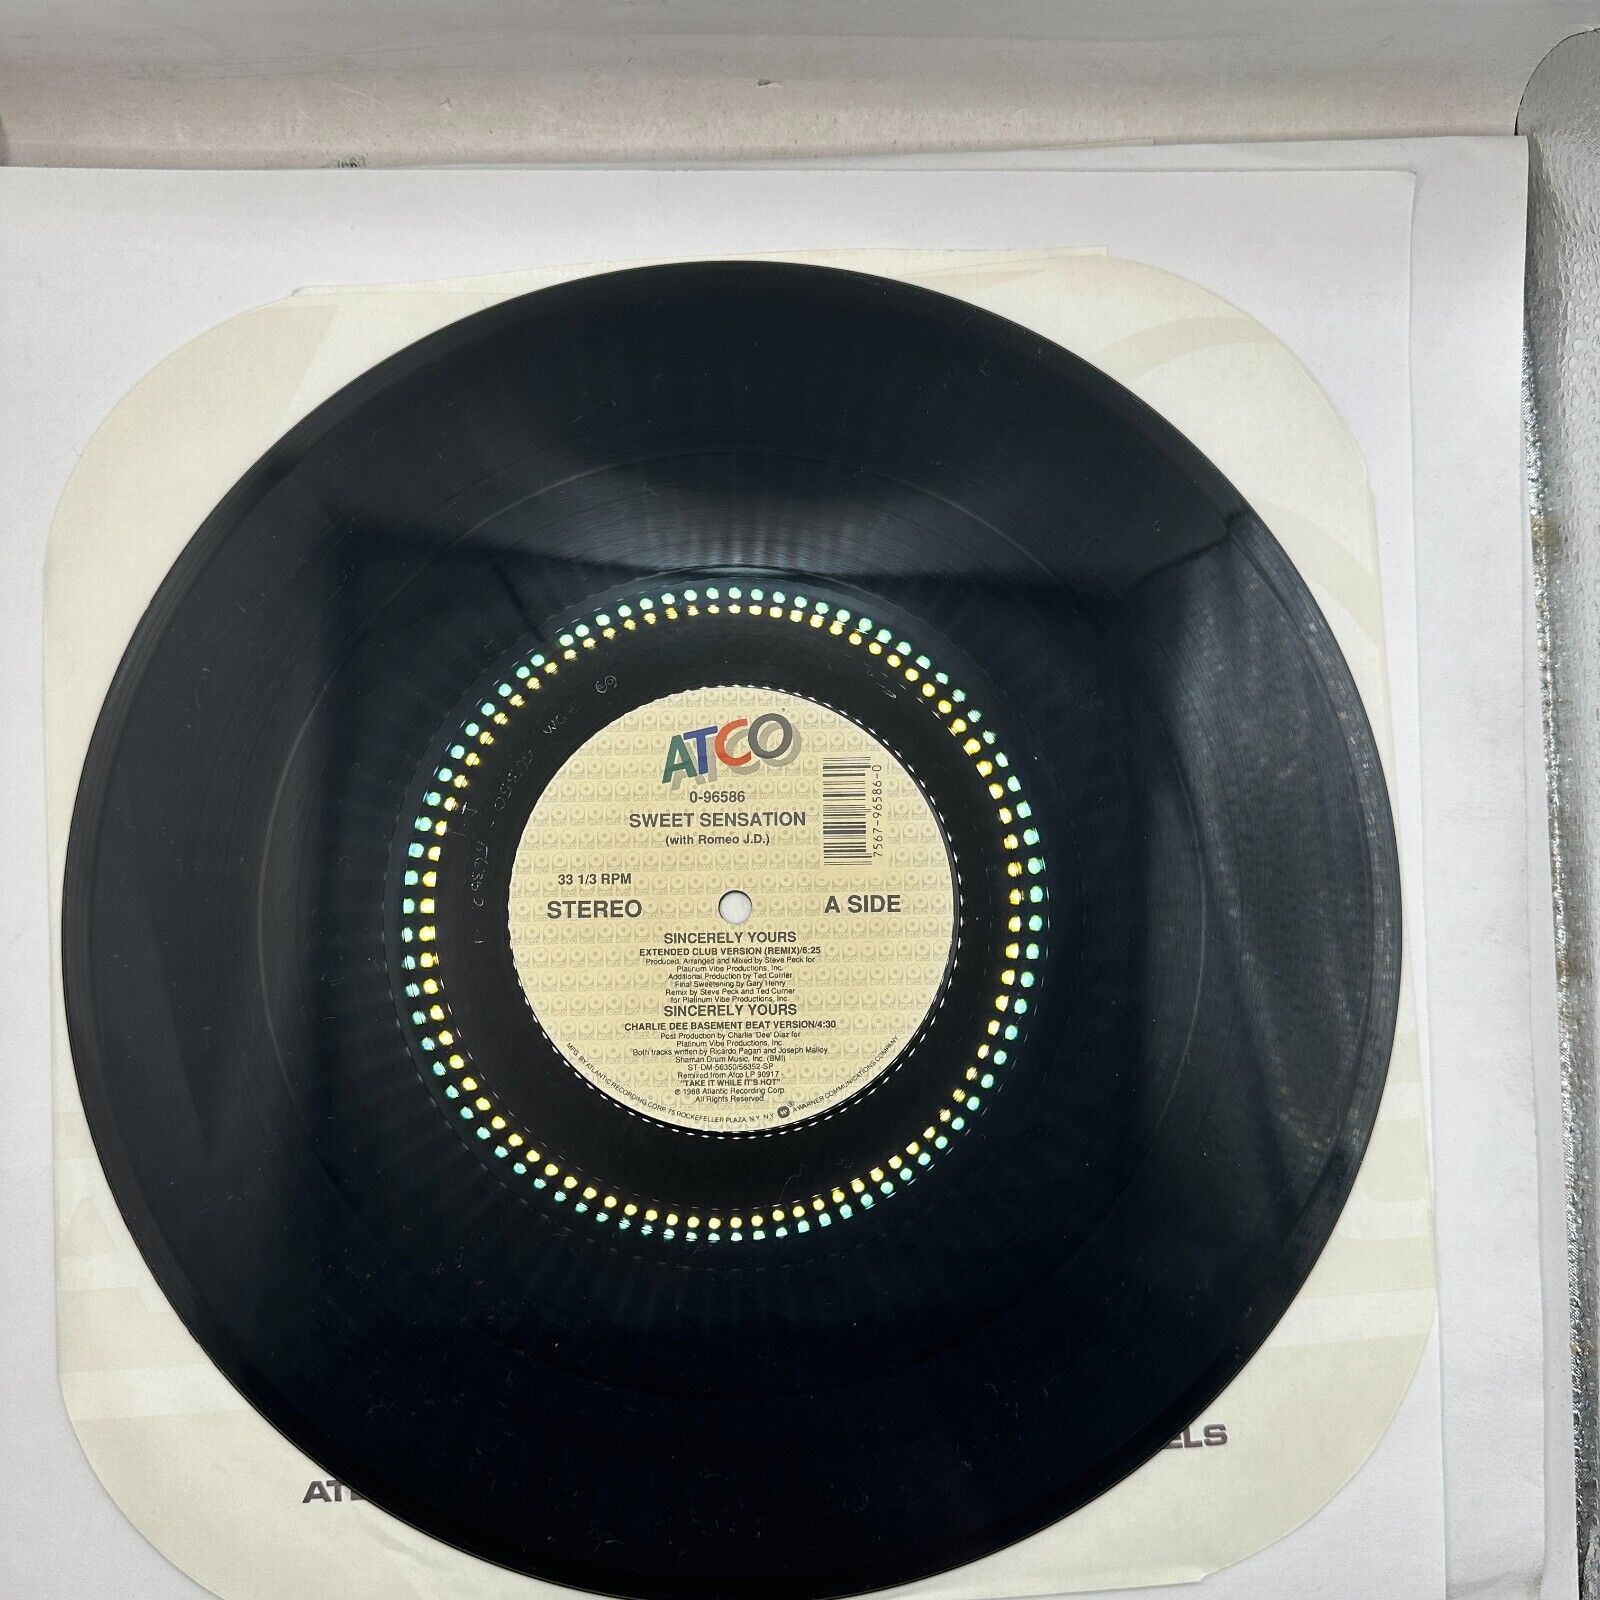 ATCO
0-96586
SWEET SENSATION
(with Romeo J.D.)
7567-96586-0
33 1/3 RPM
STEREO
A SIDE
SINCERELY YOURS
EXTENDED CLUB VERSION (REMIX)/6:25
Produced, Arranged and Mixed by Steve Peck for
Platinum Vibe Productions, Inc.
Additional Production by Ted Currier
Final Sweetening by Gary Henry
Remix by Steve Peck and Ted Currier
for Platinum Vibe Productions, Inc.
SINCERELY YOURS
CHARLIE DEE BASEMENT BEAT VERSION/4:30
Post Production by Charlie "Dee" Diaz for
Platinum Vibe Productions, Inc.
Both tracks written by Ricardo Pagan and Joseph Malloy
Shaman Drum Music, Inc. (BMI)
ST-DM-56350/56352-SP
Remixed from Atco LP 90917 -
"TAKE IT WHILE IT'S HOT"
℗ 1988 Atlantic Recording Corp.
All Rights Reserved.
MFG. BY ATLANTIC RECORDING CORP. 75 ROCKEFELLER PLAZA, N.Y. N.Y. ® A WARNER COMMUNICATIONS COMPANY
AT
ELS